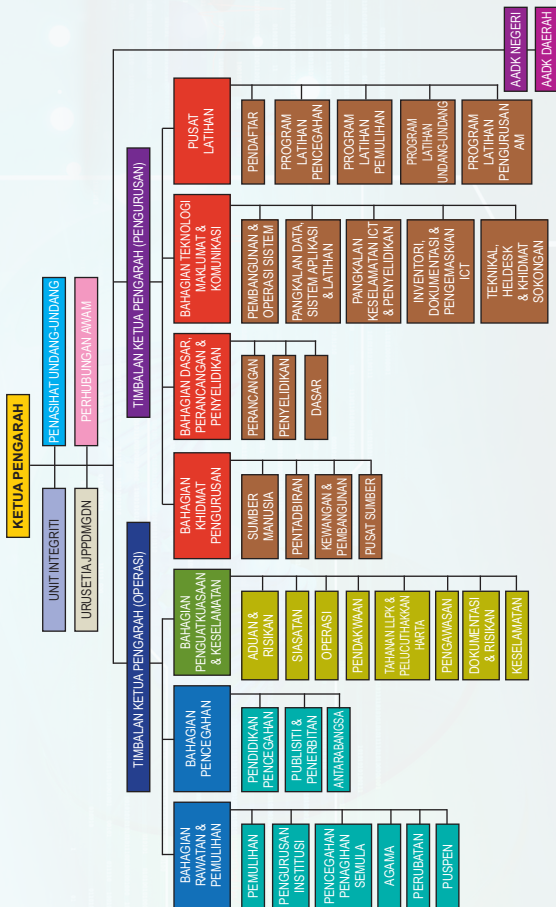 KETUA PENGARAH
UNIT INTEGRITI
PENASIHAT UNDANG-UNDANG
URUSETIA JPPDMGDN
PERHUBUNGAN AWAM
TIMBALAN KETUA PENGARAH (OPERASI)
TIMBALAN KETUA PENGARAH (PENGURUSAN)
BAHAGIAN
RAWATAN &
PEMULIHAN
PEMULIHAN
PENGURUSAN
INSTITUSI
PENCEGAHAN
PENAGIHAN
SEMULA
AGAMA
PERUBATAN
PUSPEN
BAHAGIAN
PENCEGAHAN
PENDIDIKAN
PENCEGAHAN
PUBLISITI &
PENERBITAN
ANTARABANGSA
BAHAGIAN
PENGUATKUASAAN
& KESELAMATAN
ADUAN &
RISIKAN
SIASATAN
OPERASI
PENDAKWAAN
TAHANAN LLPK &
PELUCUTHAKKAN
HARTA
PENGAWASAN
DOKUMENTASI
& RISIKAN
KESELAMATAN
BAHAGIAN
KHIDMAT
PENGURUSAN
SUMBER
MANUSIA
PENTADBIRAN
KEWANGAN &
PEMBANGUNAN
PUSAT SUMBER
BAHAGIAN DASAR,
PERANCANGAN &
PENYELIDIKAN
PERANCANGAN
PENYELIDIKAN
DASAR
BAHAGIAN TEKNOLOGI
MAKLUMAT &
KOMUNIKASI
PEMBANGUNAN &
OPERASI SISTEM
PANGKALAN DATA,
SISTEM APLIKASI
& LATIHAN
PANGKALAN
KESELAMATAN ICT
& PENYELIDIKAN
INVENTORI,
DOKUMENTASI &
PENGEMASKIAN
ICT
TEKNIKAL,
HELDESK
& KHIDMAT
SOKONGAN
PUSAT
LATIHAN
PENDAFTAR
PROGRAM
LATIHAN
PENCEGAHAN
PROGRAM
LATIHAN
PEMULIHAN
PROGRAM
LATIHAN
UNDANG-UNDANG
PROGRAM
LATIHAN
PENGURUSAN
AM
AADK NEGERI
AADK DAERAH